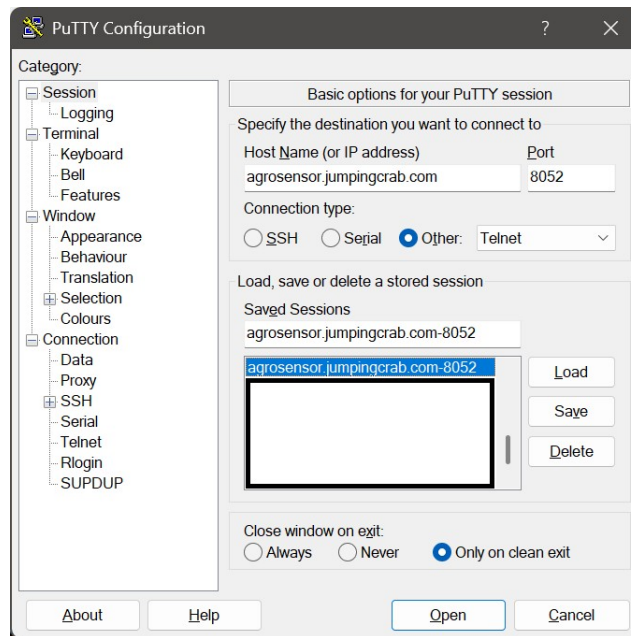 PuTTY Configuration
?
Category:
Session
Logging
Terminal
Keyboard
Bell
Features
Window
Appearance
Behaviour
Translation
Selection
Colours
Connection
Data
Proxy
SSH
Serial
Telnet
Rlogin
SUPDUP
Basic options for your PuTTY session
Specify the destination you want to connect to
Host Name (or IP address) Port
agrosensor.jumpingcrab.com 8052
Connection type:
SSH Serial Other: Telnet
Load, save or delete a stored session
Saved Sessions
agrosensor.jumpingcrab.com-8052
agrosensor.jumpingcrab.com-8052
Load
Save
Delete
Close window on exit:
Always Never Only on clean exit
About Help Open Cancel